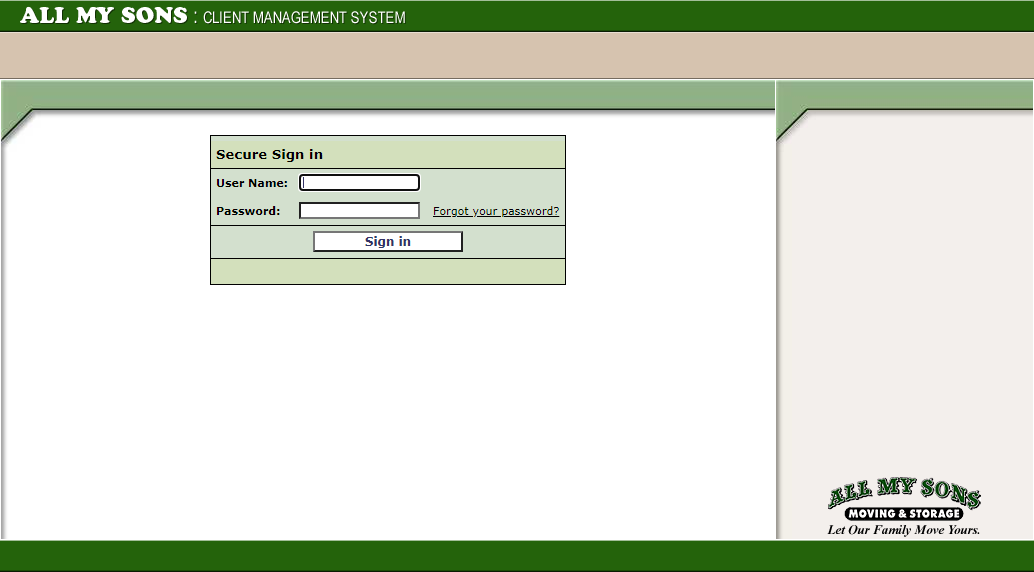 ALL MY SONS : CLIENT MANAGEMENT SYSTEM
Secure Sign in
User Name:
Password: Forgot your password?
Sign in
ALL MY SONS
MOVING & STORAGE
Let Our Family Move Yours.